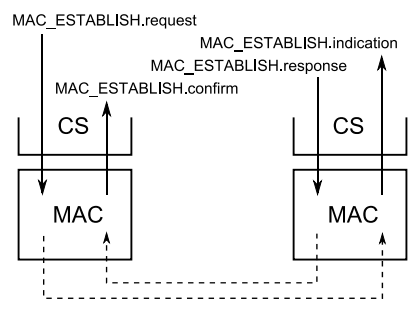 MAC_ESTABLISH.request
MAC_ESTABLISH.indication
MAC_ESTABLISH.response
MAC_ESTABLISH.confirm
CS
CS
MAC
MAC